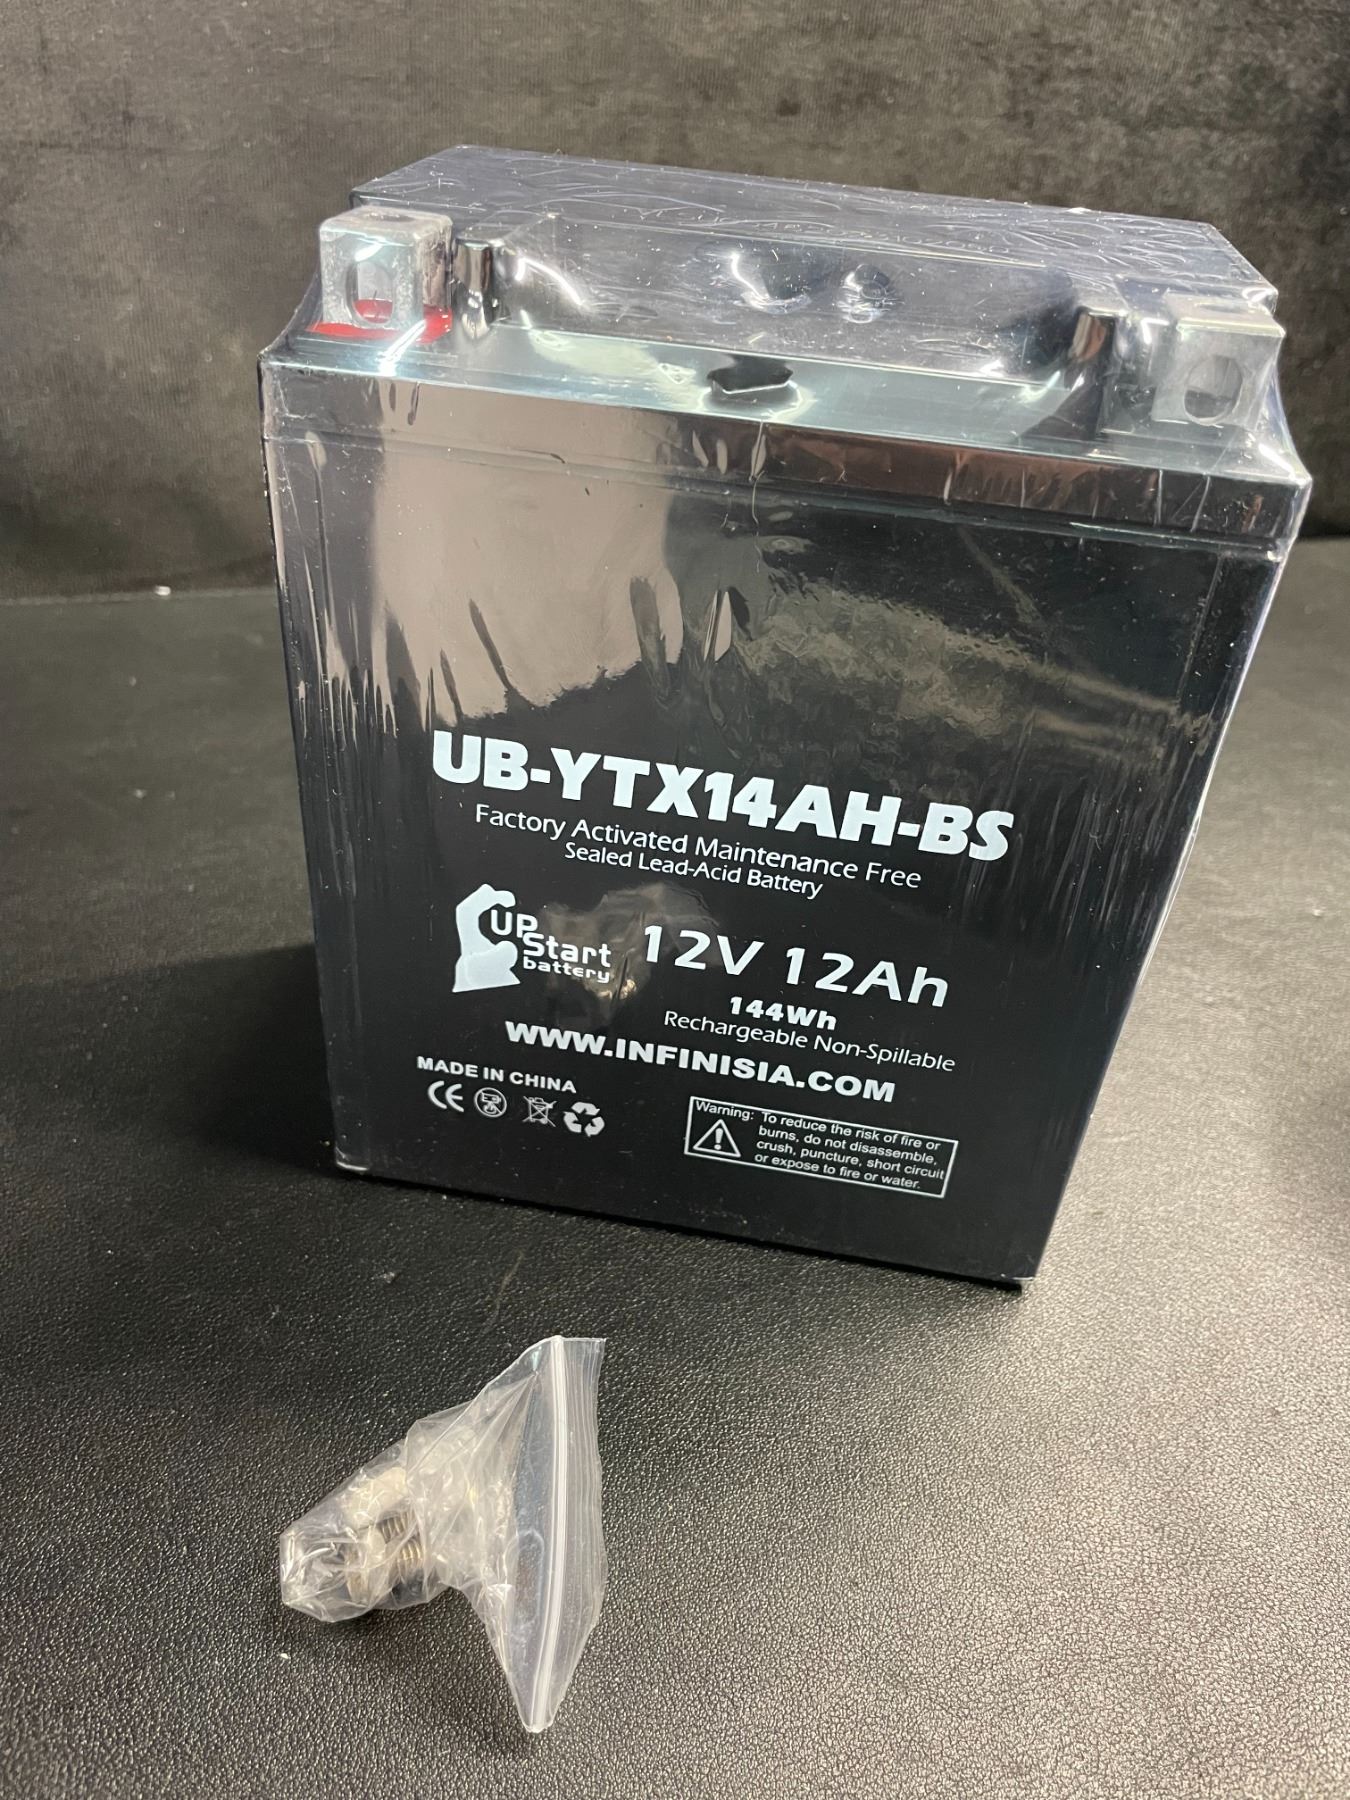 UB-YTX14AH-BS
Factory Activated Maintenance Free
Sealed Lead-Acid Battery
UPStart
battery
12V 12Ah
144Wh
Rechargeable Non-Spillable
WWW.INFINISIA.COM
MADE IN CHINA
CE
Warning: To reduce the risk of fire or
burns, do not disassemble,
crush, puncture, short circuit
or expose to fire or water.